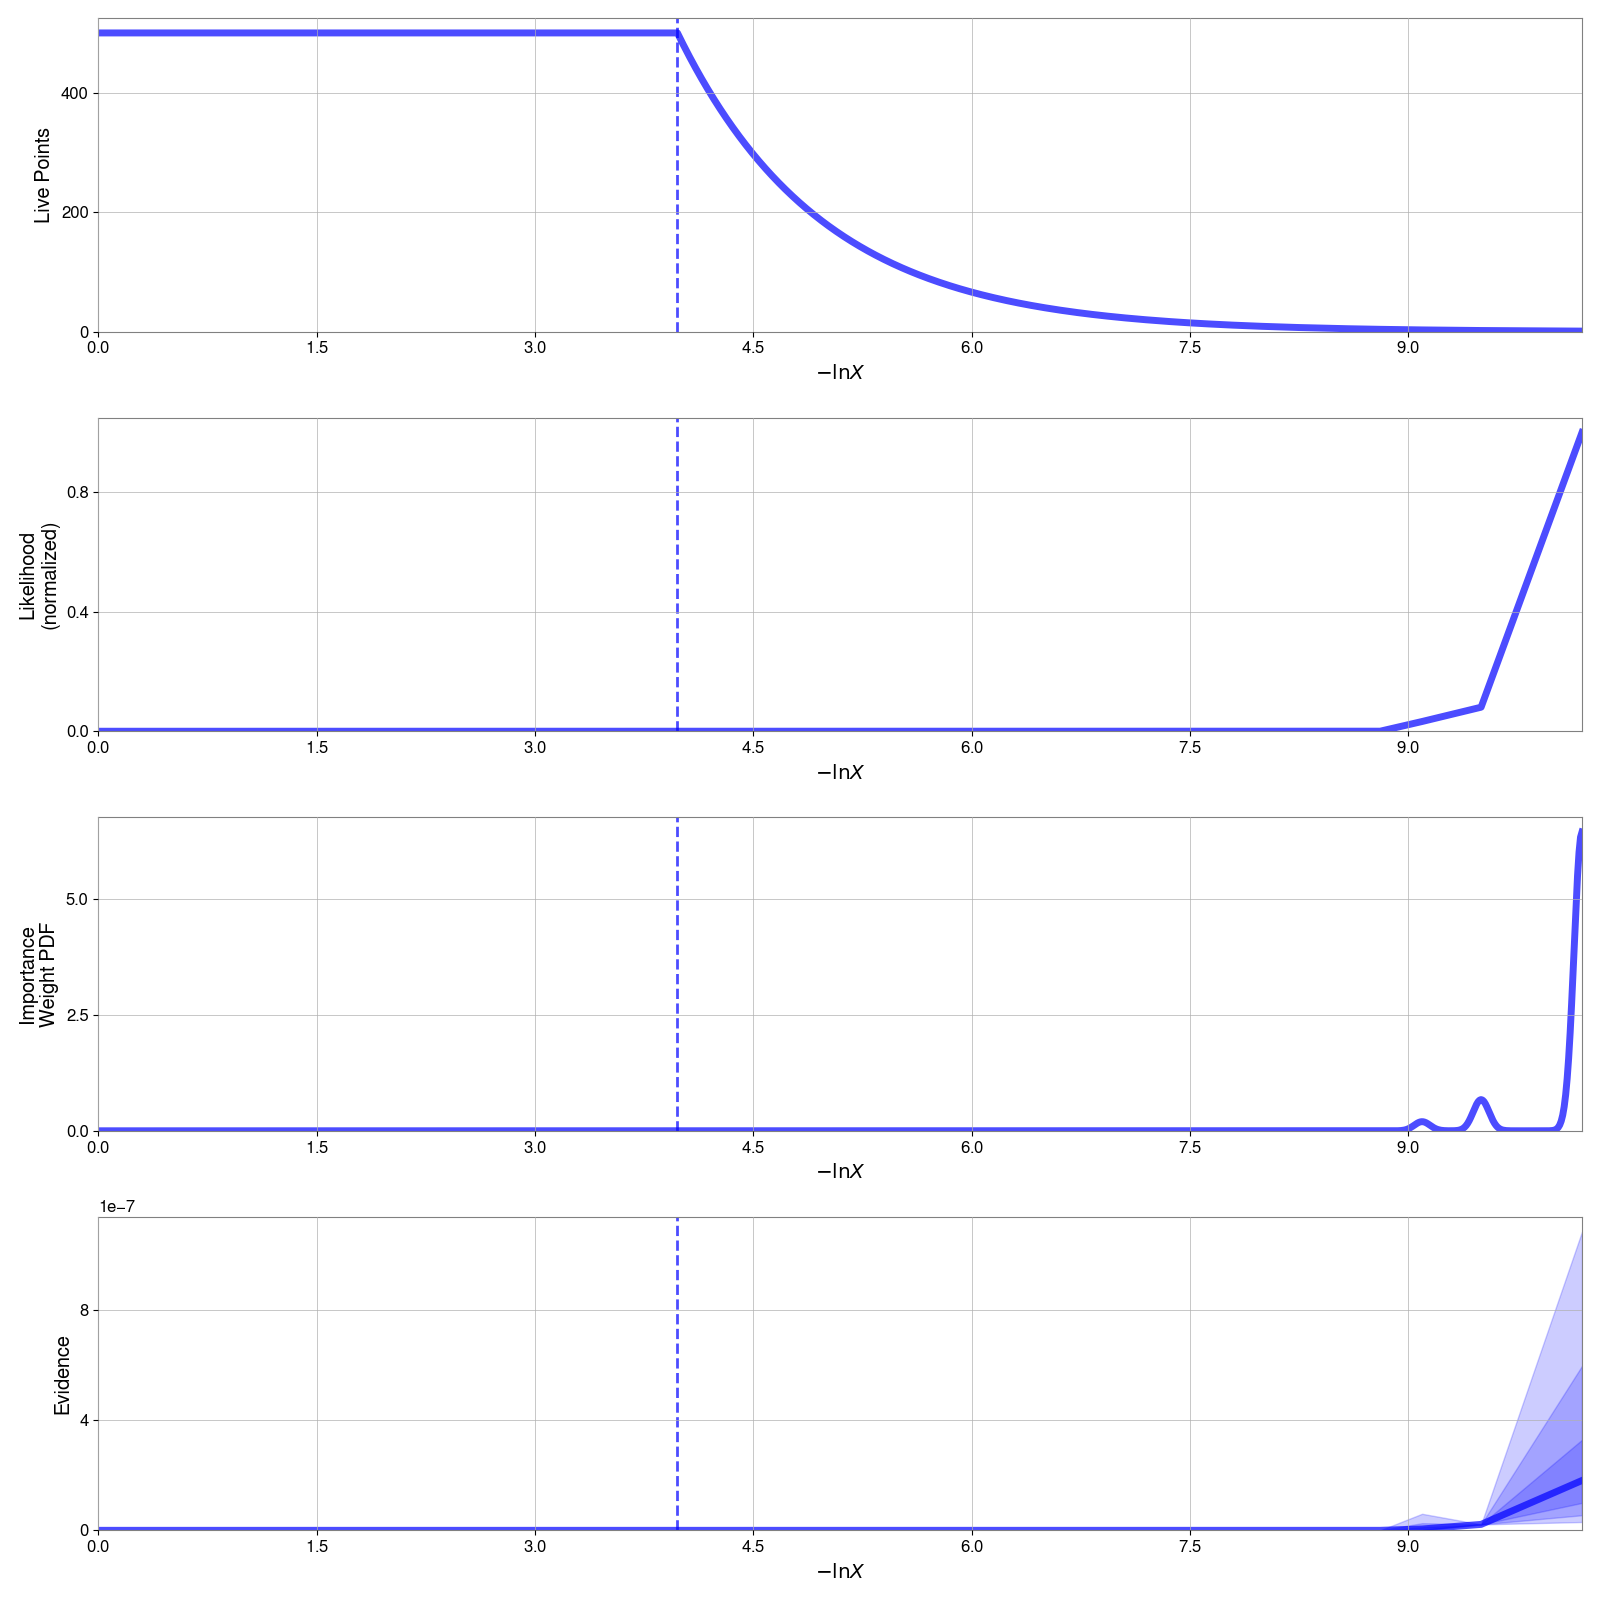 400
200
0
Live Points
0.0 1.5 3.0 4.5 6.0 7.5 9.0
−lnX
0.8
0.4
0.0
Likelihood
(normalized)
0.0 1.5 3.0 4.5 6.0 7.5 9.0
−lnX
5.0
2.5
0.0
Importance
Weight PDF
0.0 1.5 3.0 4.5 6.0 7.5 9.0
−lnX
1e−7
8
4
0
Evidence
0.0 1.5 3.0 4.5 6.0 7.5 9.0
−lnX